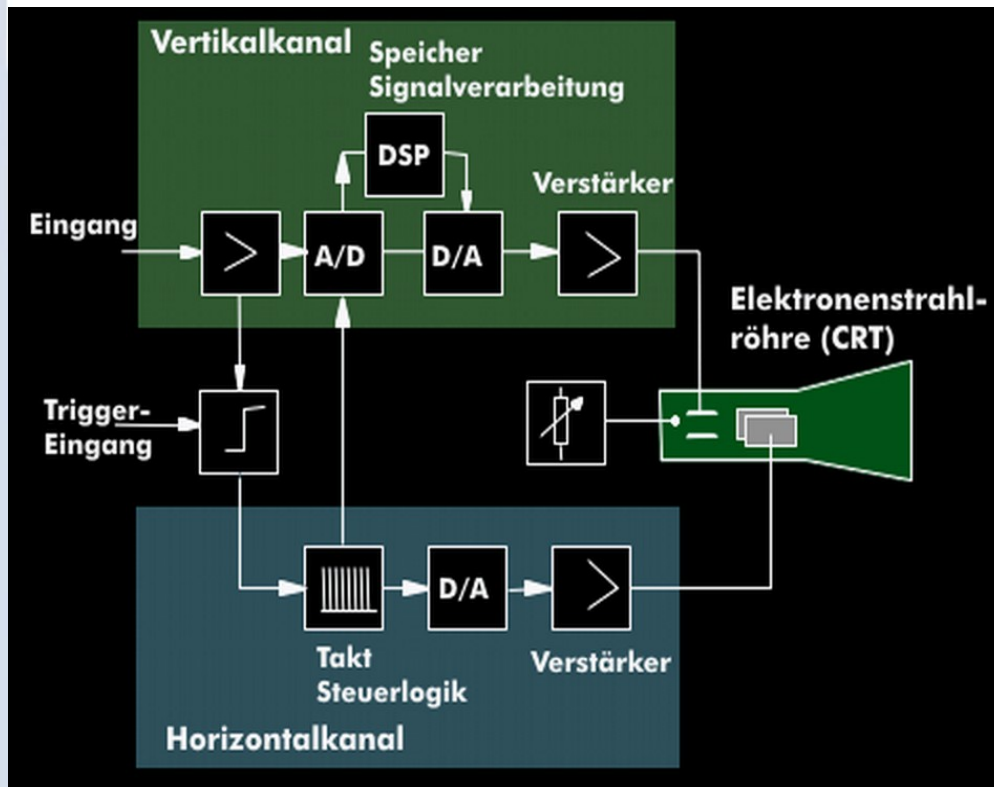 Vertikalkanal
Speicher
Signalverarbeitung
DSP
Verstärker
Eingang
A/D
D/A
Elektronenstrahl-
röhre (CRT)
Trigger-
Eingang
D/A
Takt
Steuerlogik
Verstärker
Horizontalkanal